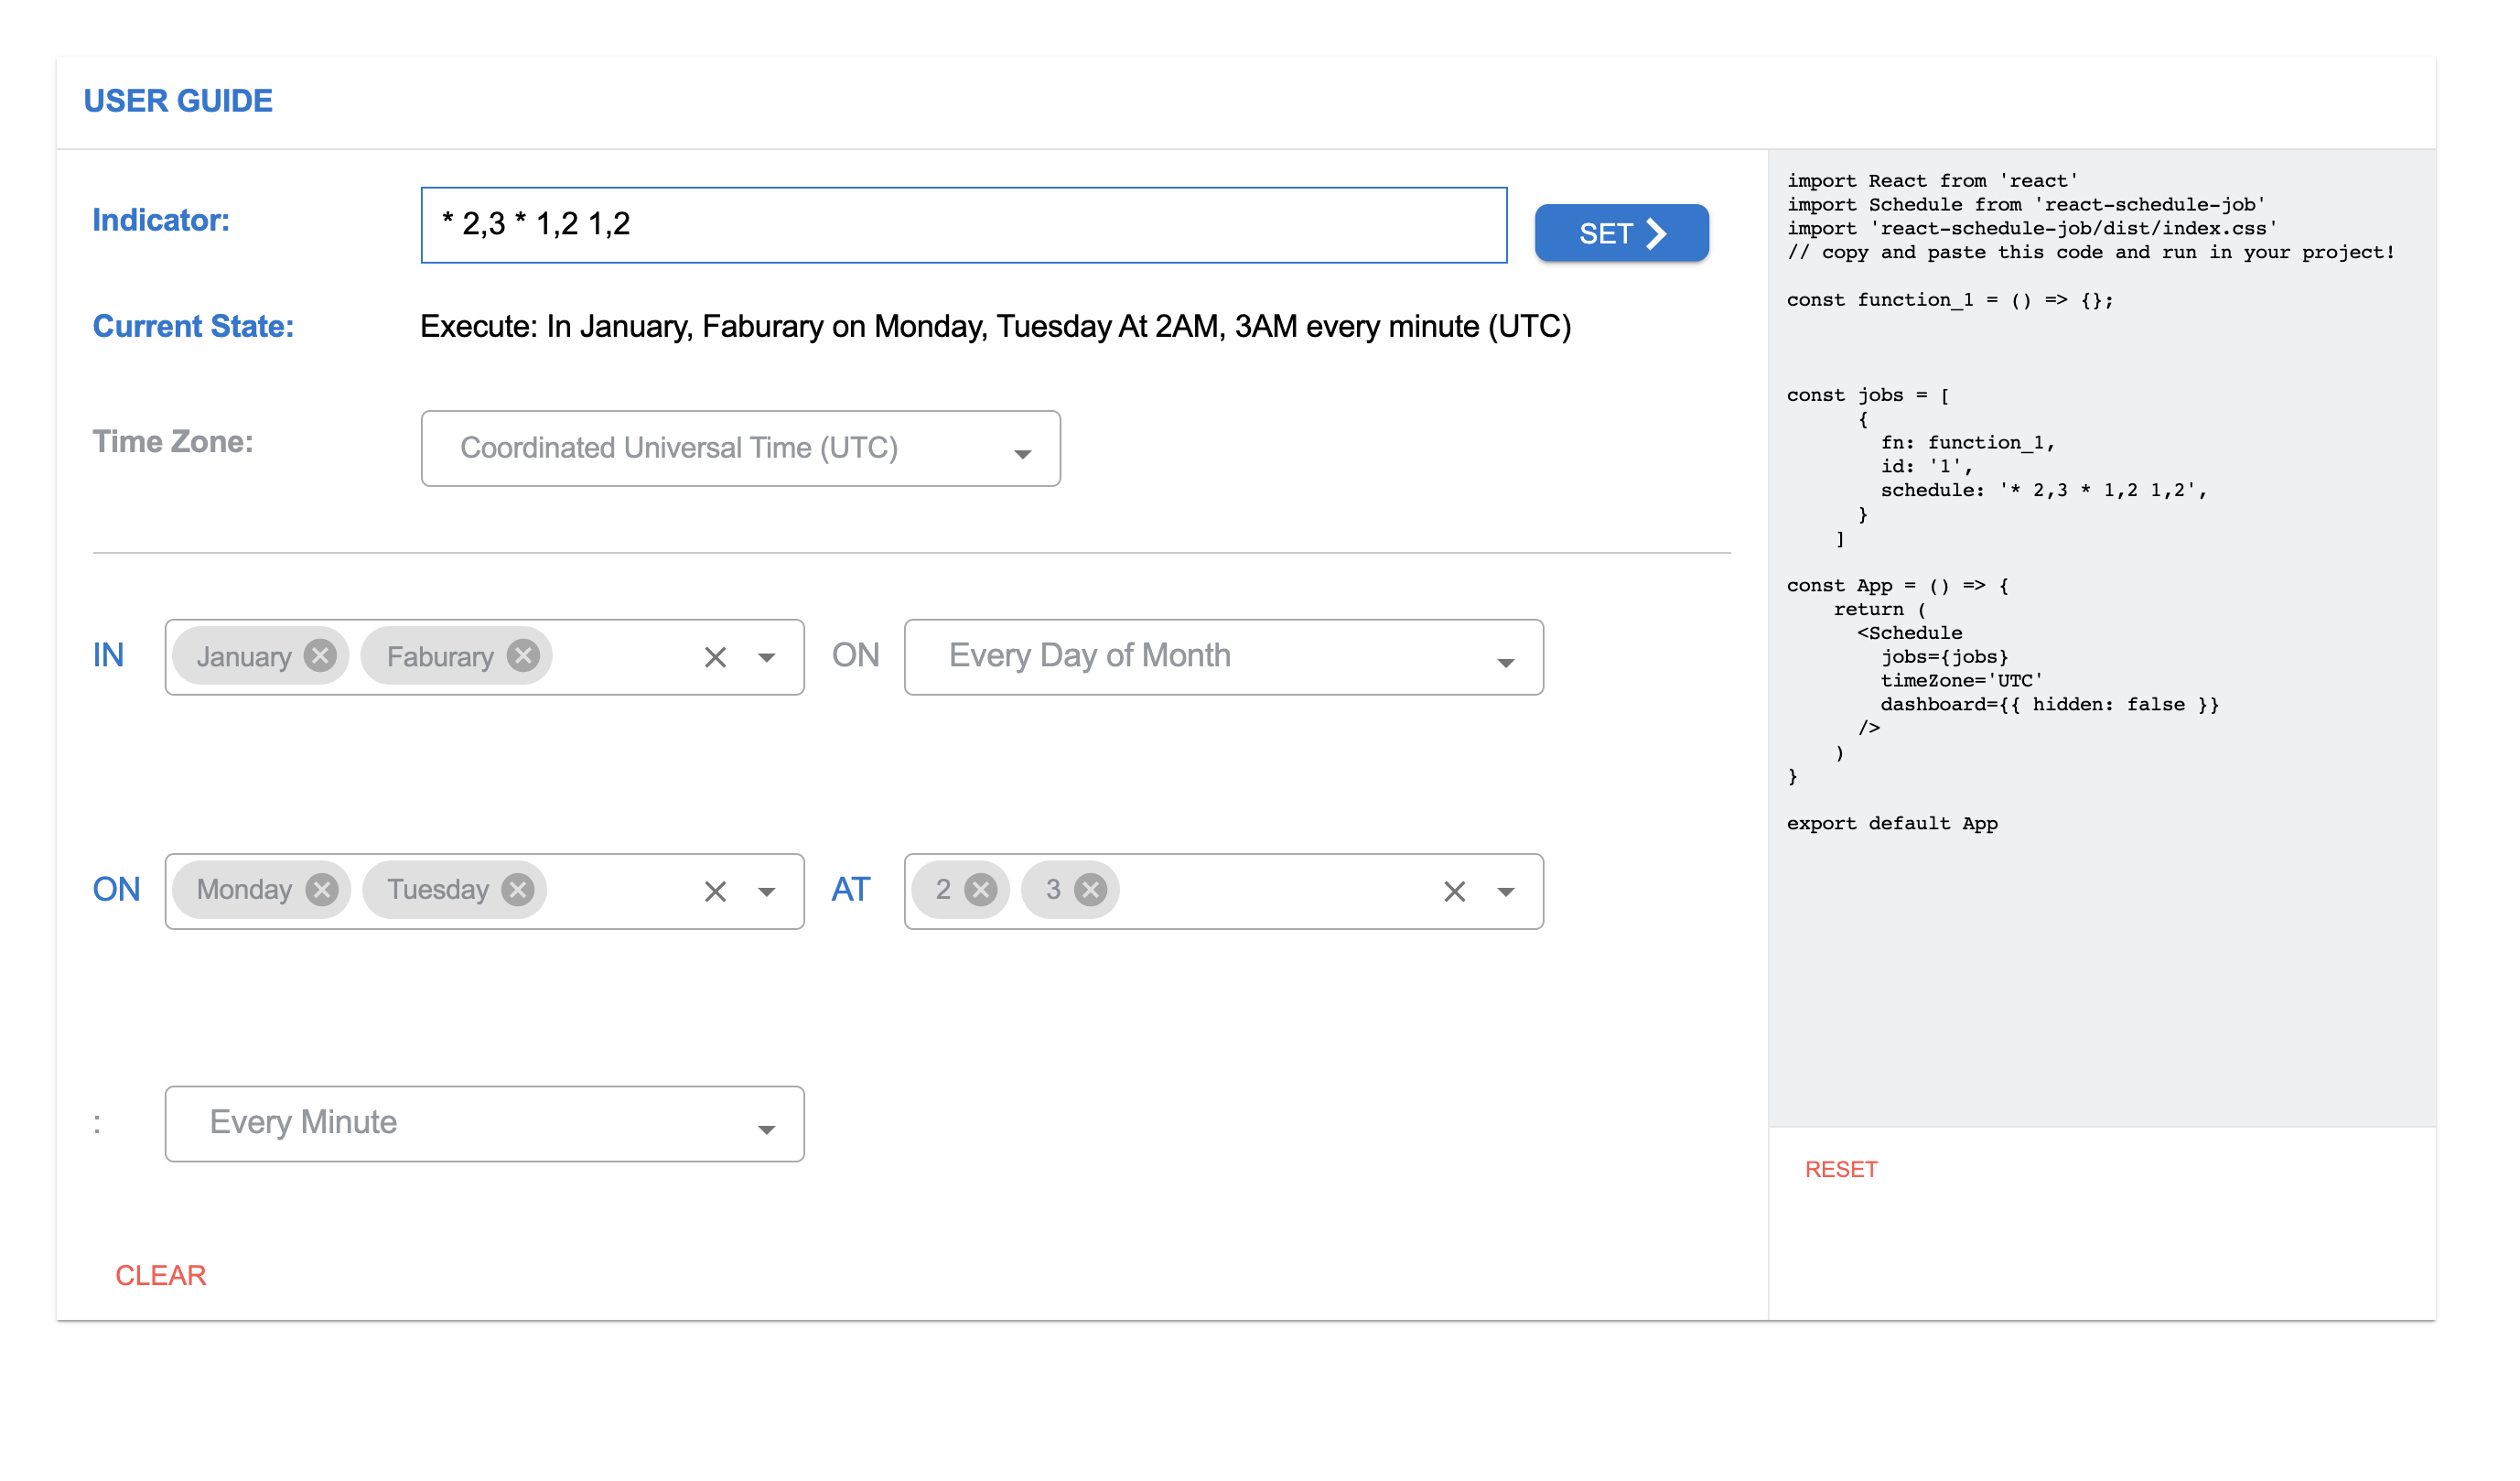 USER GUIDE
Indicator:
* 2,3 * 1,2 1,2
SET
Current State:
Execute: In January, Faburary on Monday, Tuesday At 2AM, 3AM every minute (UTC)
Time Zone:
Coordinated Universal Time (UTC)
IN
January
Faburary
ON
Every Day of Month
ON
Monday
Tuesday
AT
2
3
:
Every Minute
CLEAR
import React from 'react'
import Schedule from 'react-schedule-job'
import 'react-schedule-job/dist/index.css'
// copy and paste this code and run in your project!
const function_1 = () => {};
const jobs = [
{
fn: function_1,
id: '1',
schedule: '* 2,3 * 1,2 1,2',
}
]
const App = () => {
return (
<Schedule
jobs={jobs}
timeZone='UTC'
dashboard={{ hidden: false }}
/>
)
}
export default App
RESET